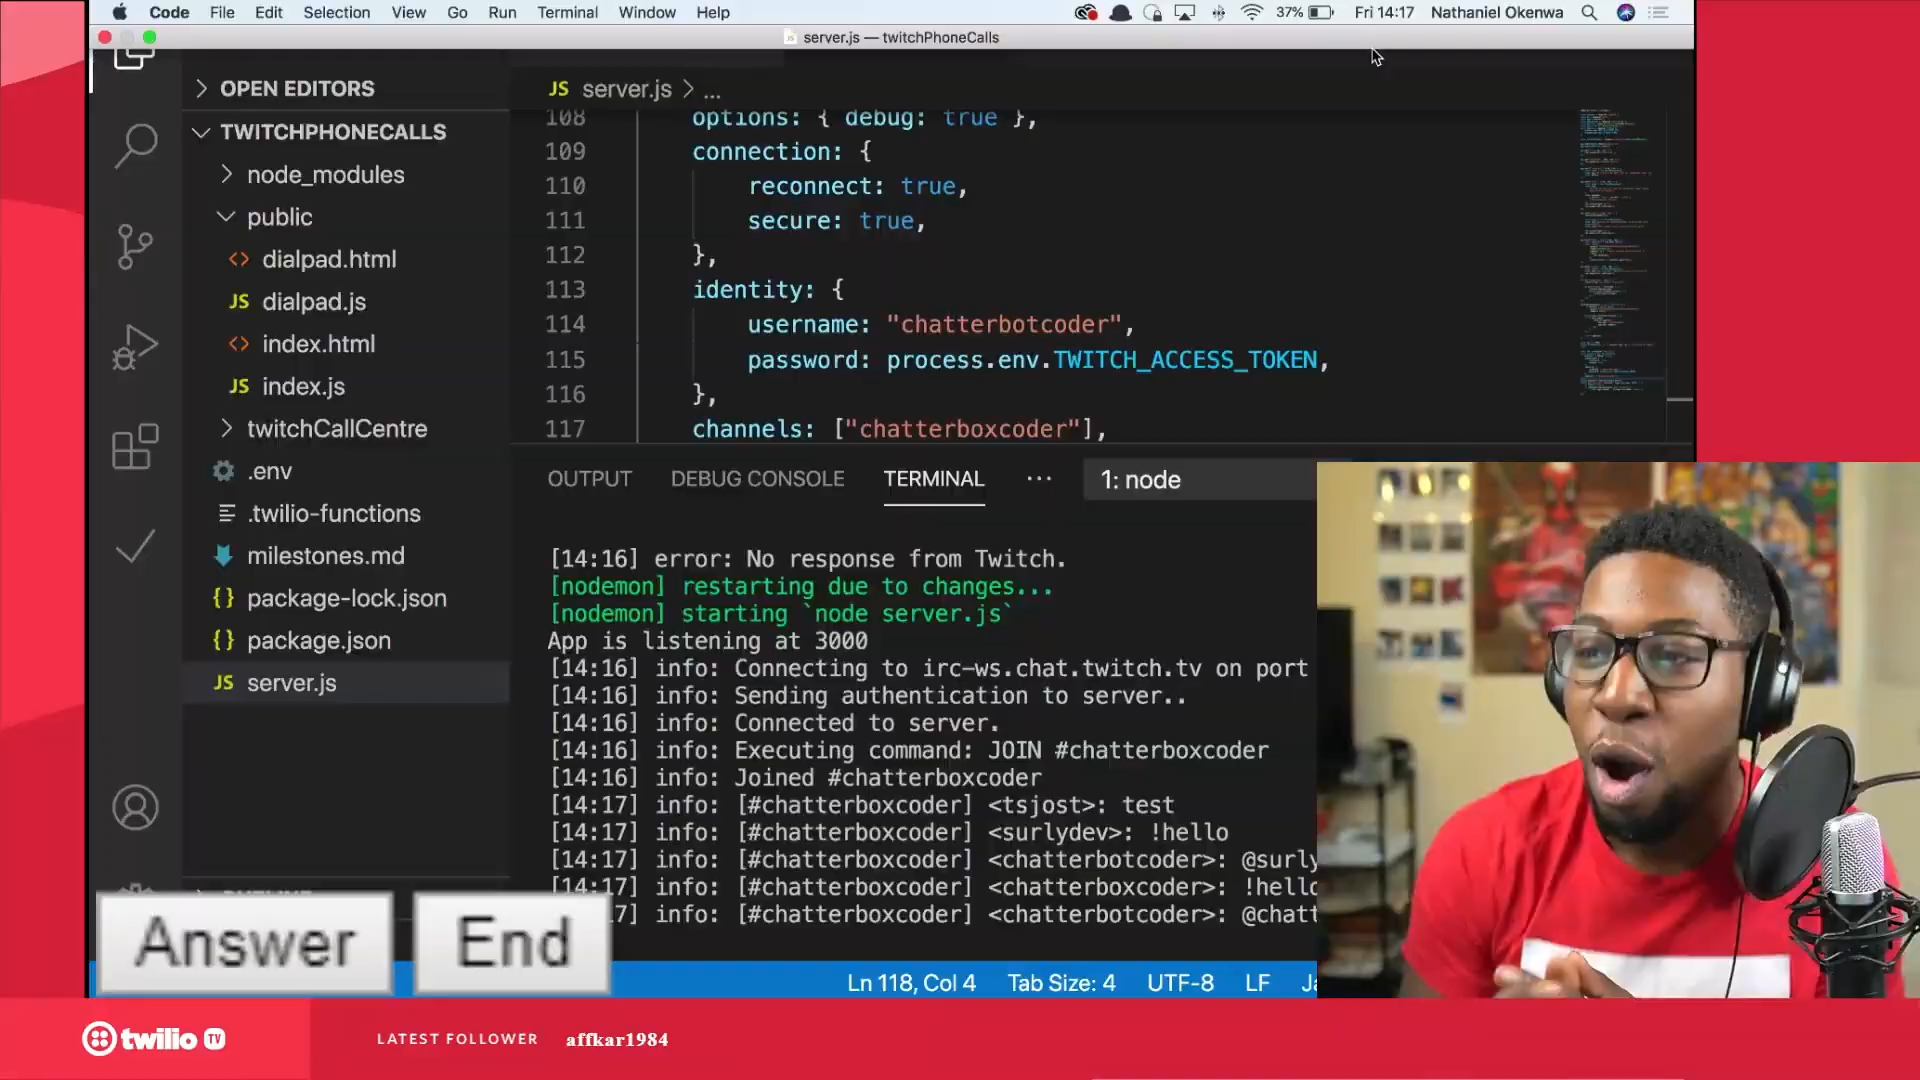 Code File Edit Selection View Go Run Terminal Window Help 37% Fri 14:17 Nathaniel Okenwa
server.js — twitchPhoneCalls
OPEN EDITORS
TWITCHPHONECALLS
node_modules
public
<> dialpad.html
JS dialpad.js
<> index.html
JS index.js
twitchCallCentre
.env
.twilio-functions
milestones.md
{} package-lock.json
{} package.json
JS server.js
JS server.js > ...
108 options: { debug: true },
109 connection: {
110 reconnect: true,
111 secure: true,
112 },
113 identity: {
114 username: "chatterbotcoder",
115 password: process.env.TWITCH_ACCESS_TOKEN,
116 },
117 channels: ["chatterboxcoder"],
OUTPUT DEBUG CONSOLE TERMINAL ... 1: node
[14:16] error: No response from Twitch.
[nodemon] restarting due to changes...
[nodemon] starting `node server.js`
App is listening at 3000
[14:16] info: Connecting to irc-ws.chat.twitch.tv on port
[14:16] info: Sending authentication to server..
[14:16] info: Connected to server.
[14:16] info: Executing command: JOIN #chatterboxcoder
[14:16] info: Joined #chatterboxcoder
[14:17] info: [#chatterboxcoder] <tsjost>: test
[14:17] info: [#chatterboxcoder] <surlydev>: !hello
[14:17] info: [#chatterboxcoder] <chatterbotcoder>: @surly
[14:17] info: [#chatterboxcoder] <chatterbotcoder>: !hello
7] info: [#chatterboxcoder] <chatterbotcoder>: @chatt
Answer End
Ln 118, Col 4 Tab Size: 4 UTF-8 LF
twilio TV LATEST FOLLOWER affkar1984